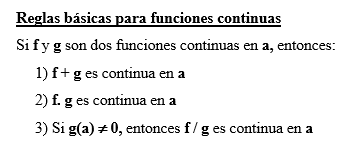 Reglas básicas para funciones continuas
Si f y g son dos funciones continuas en a, entonces:
1) f + g es continua en a
2) f. g es continua en a
3) Si g(a) ≠ 0, entonces f / g es continua en a